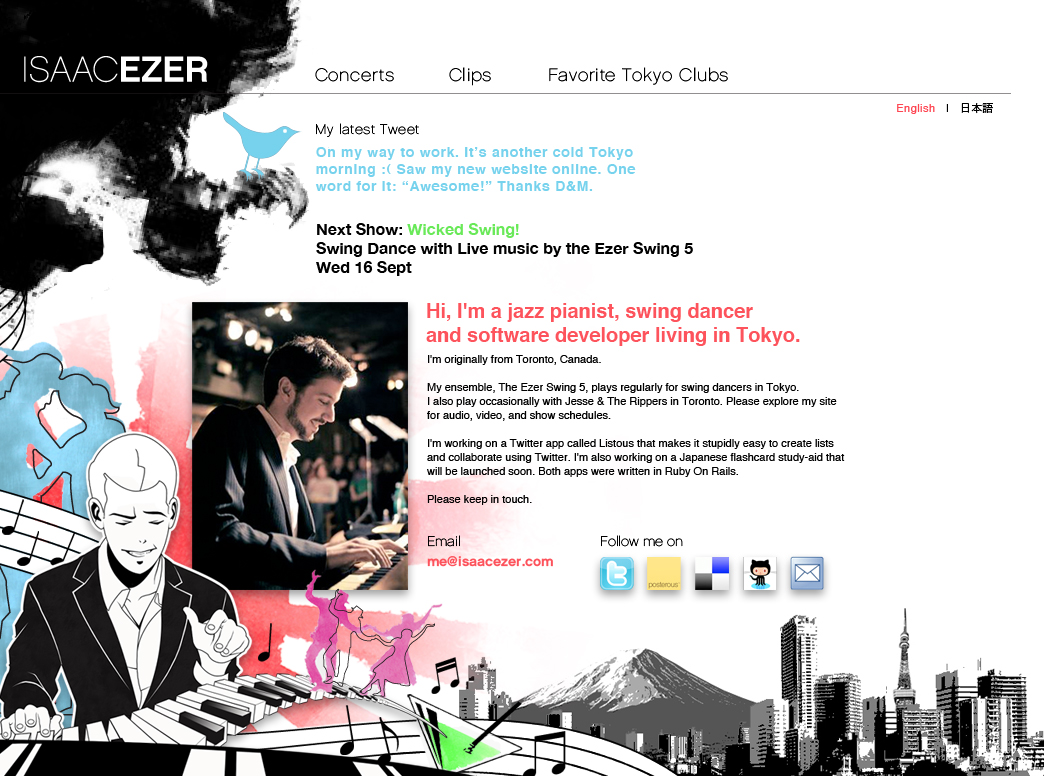 ISAACEZER
Concerts
Clips
Favorite Tokyo Clubs
English | 日本語
My latest Tweet
On my way to work. It’s another cold Tokyo
morning :( Saw my new website online. One
word for it: “Awesome!” Thanks D&M.
Next Show: Wicked Swing!
Swing Dance with Live music by the Ezer Swing 5
Wed 16 Sept
Hi, I'm a jazz pianist, swing dancer
and software developer living in Tokyo.
I'm originally from Toronto, Canada.
My ensemble, The Ezer Swing 5, plays regularly for swing dancers in Tokyo.
I also play occasionally with Jesse & The Rippers in Toronto. Please explore my site
for audio, video, and show schedules.
I'm working on a Twitter app called Listous that makes it stupidly easy to create lists
and collaborate using Twitter. I'm also working on a Japanese flashcard study-aid that
will be launched soon. Both apps were written in Ruby On Rails.
Please keep in touch.
Email
me@isaacezer.com
Follow me on
t
posterous